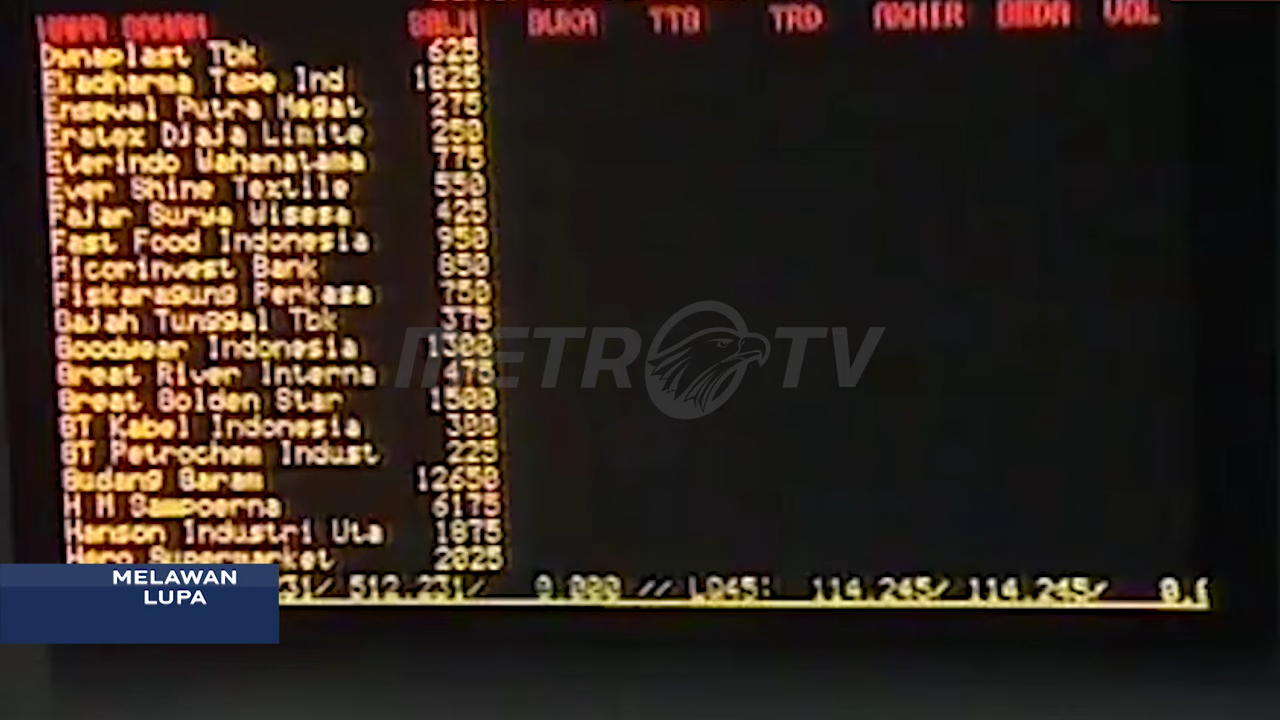 BUKA TTG TRD AKHIR BEDA VOL
Dynaplast Tbk 625
Ekadharma Tape Ind 1825
Enseval Putra Megat 275
Eratex Djaja Limite 250
Eterindo Wahanatama 775
Ever Shine Textile 550
Fajar Surya Wisesa 425
Fast Food Indonesia 950
Ficorinvest Bank 850
Fiskaragung Perkasa 750
Gajah Tunggal Tbk 375
Goodyear Indonesia 1300
Great River Interna 475
Great Golden Star 1500
GT Kabel Indonesia 300
GT Petrochem Indust 225
Gudang Garam 12650
H M Sampoerna 6175
Hanson Industri Uta 1875
Hero Supermarket 2025
31/ 512.231/ 0.000 // LQ45: 114.245/ 114.245/
METRO TV
MELAWAN
LUPA